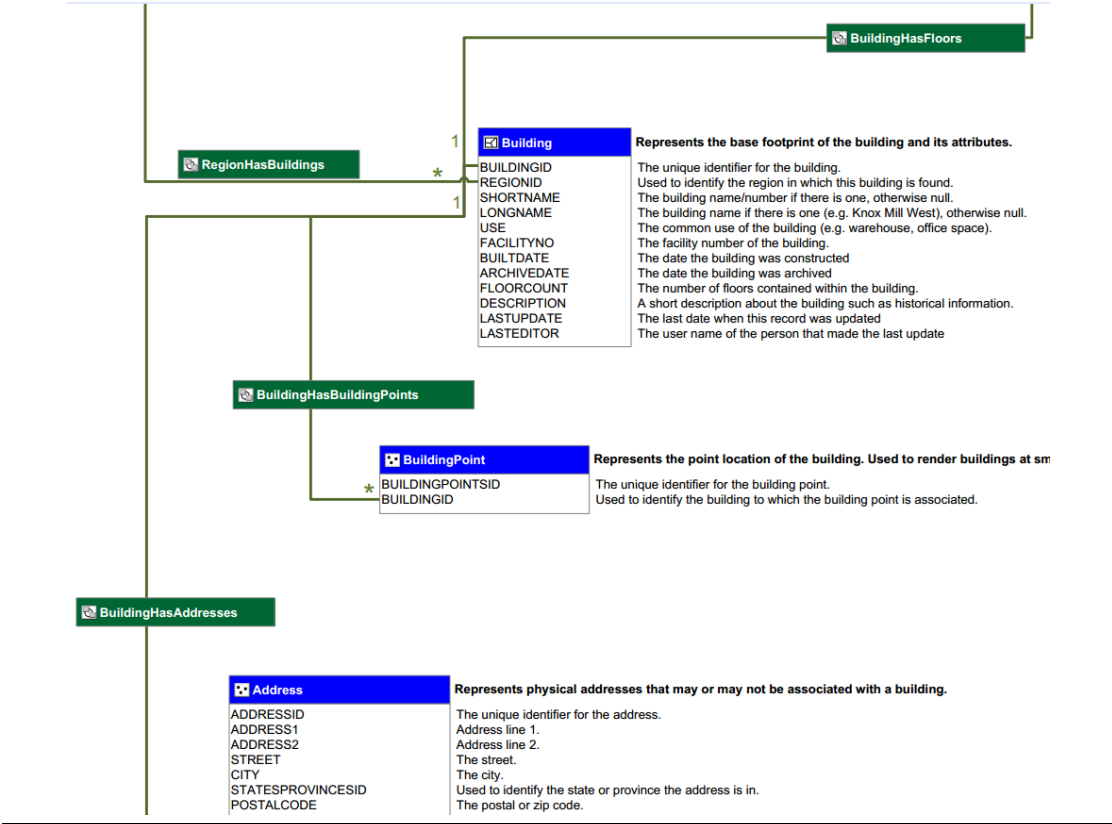 BuildingHasFloors
1
Building Represents the base footprint of the building and its attributes.
RegionHasBuildings
*
1
BUILDINGID The unique identifier for the building.
REGIONID Used to identify the region in which this building is found.
SHORTNAME The building name/number if there is one, otherwise null.
LONGNAME The building name if there is one (e.g. Knox Mill West), otherwise null.
USE The common use of the building (e.g. warehouse, office space).
FACILITYNO The facility number of the building.
BUILTDATE The date the building was constructed
ARCHIVEDATE The date the building was archived
FLOORCOUNT The number of floors contained within the building.
DESCRIPTION A short description about the building such as historical information.
LASTUPDATE The last date when this record was updated
LASTEDITOR The user name of the person that made the last update
BuildingHasBuildingPoints
BuildingPoint Represents the point location of the building. Used to render buildings at sm
*
BUILDINGPOINTSID The unique identifier for the building point.
BUILDINGID Used to identify the building to which the building point is associated.
BuildingHasAddresses
Address Represents physical addresses that may or may not be associated with a building.
ADDRESSID The unique identifier for the address.
ADDRESS1 Address line 1.
ADDRESS2 Address line 2.
STREET The street.
CITY The city.
STATESPROVINCESID Used to identify the state or province the address is in.
POSTALCODE The postal or zip code.